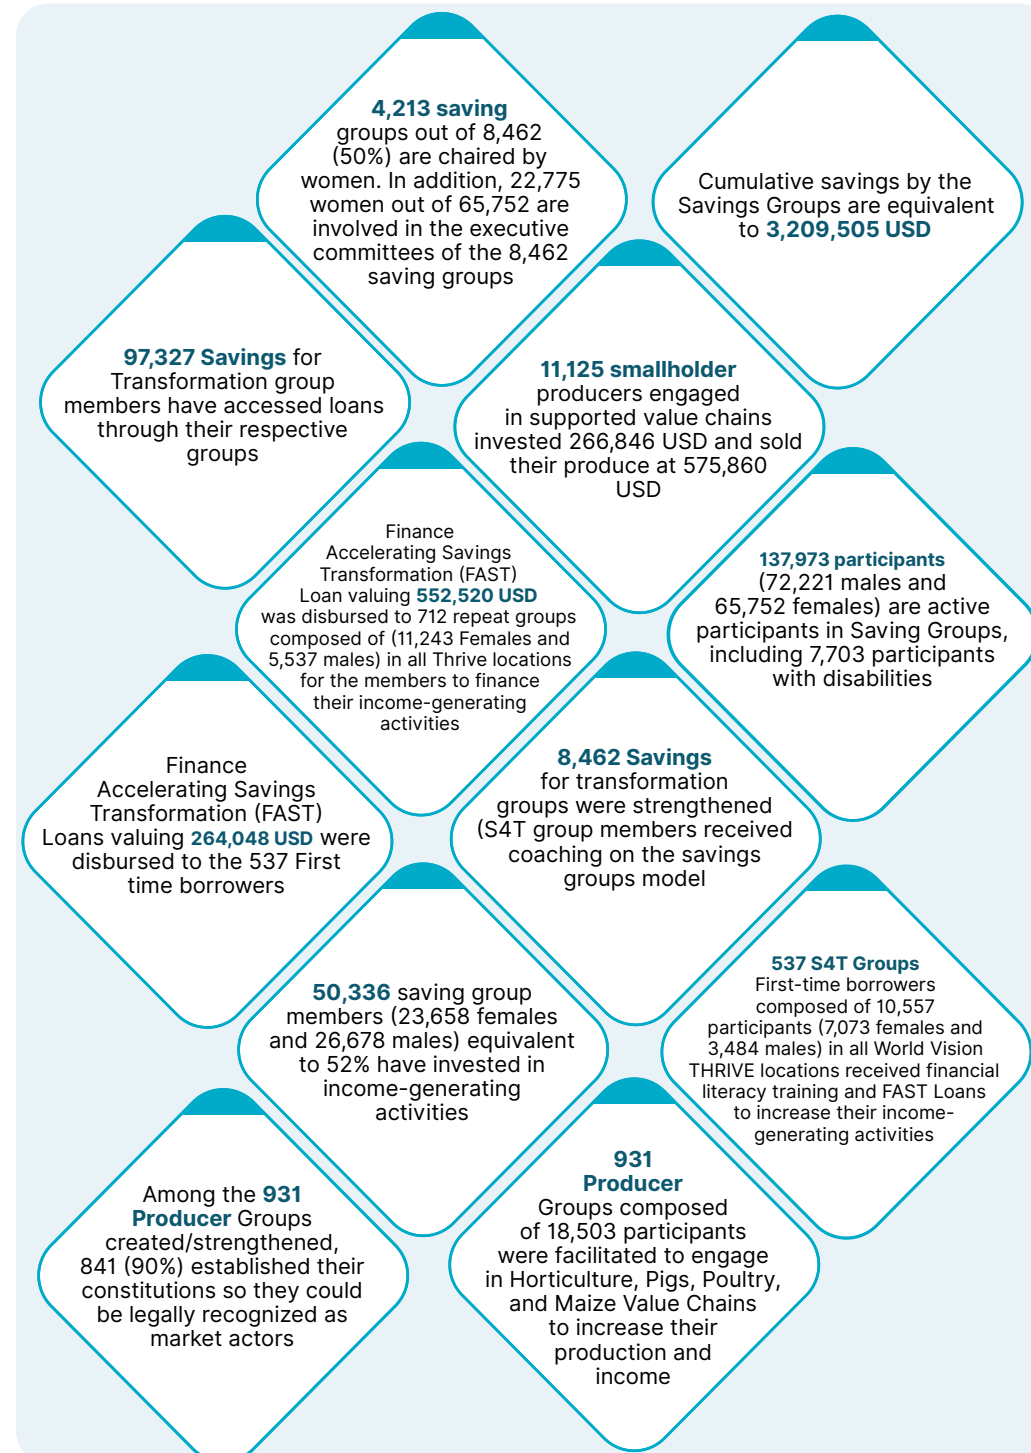 4,213 saving
groups out of 8,462
(50%) are chaired by
women. In addition, 22,775
women out of 65,752 are
involved in the executive
committees of the 8,462
saving groups
Cumulative savings by the
Savings Groups are equivalent
to 3,209,505 USD
97,327 Savings for
Transformation group
members have accessed loans
through their respective
groups
11,125 smallholder
producers engaged
in supported value chains
invested 266,846 USD and sold
their produce at 575,860
USD
Finance
Accelerating Savings
Transformation (FAST)
Loan valuing 552,520 USD
was disbursed to 712 repeat groups
composed of (11,243 Females and
5,537 males) in all Thrive locations
for the members to finance
their income-generating
activities
137,973 participants
(72,221 males and
65,752 females) are active
participants in Saving Groups,
including 7,703 participants
with disabilities
Finance
Accelerating Savings
Transformation (FAST)
Loans valuing 264,048 USD were
disbursed to the 537 First
time borrowers
8,462 Savings
for transformation
groups were strengthened
(S4T group members received
coaching on the savings
groups model
50,336 saving group
members (23,658 females
and 26,678 males) equivalent
to 52% have invested in
income-generating
activities
537 S4T Groups
First-time borrowers
composed of 10,557
participants (7,073 females and
3,484 males) in all World Vision
THRIVE locations received financial
literacy training and FAST Loans
to increase their income-
generating activities
Among the 931
Producer Groups
created/strengthened,
841 (90%) established their
constitutions so they could
be legally recognized as
market actors
931
Producer
Groups composed
of 18,503 participants
were facilitated to engage
in Horticulture, Pigs, Poultry,
and Maize Value Chains
to increase their
production and
income